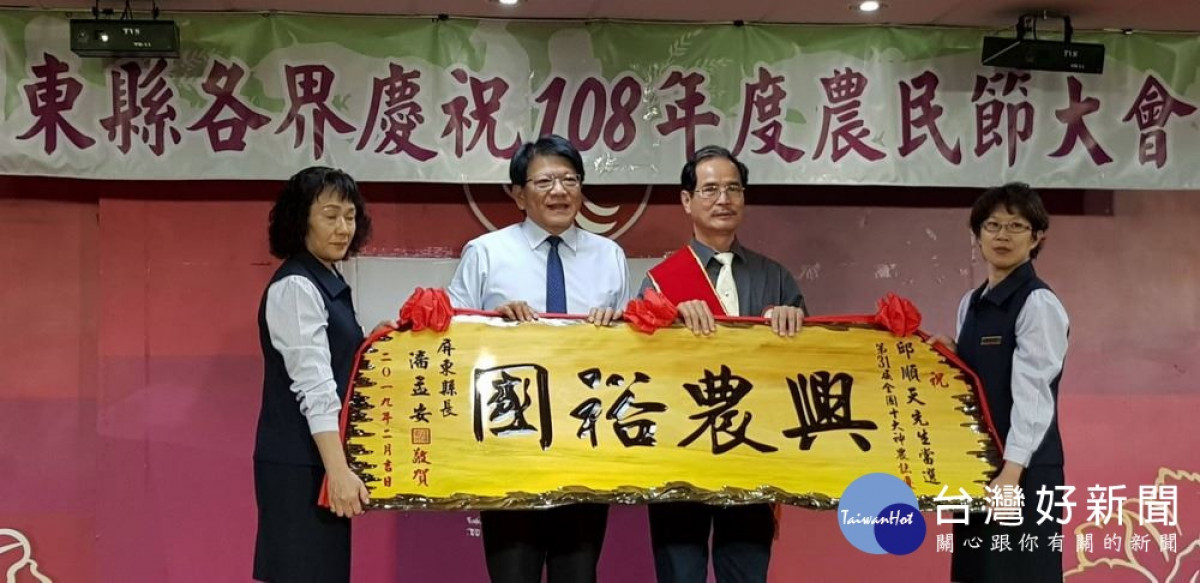 東縣各界慶祝108年度農民節大會
祝
邱順天先生當選
第31屆全國十大神農
興農裕國
屏東縣長
潘孟安
敬賀
二〇一九年二月吉日
TaiwanHot
台灣好新聞
關心跟你有關的新聞